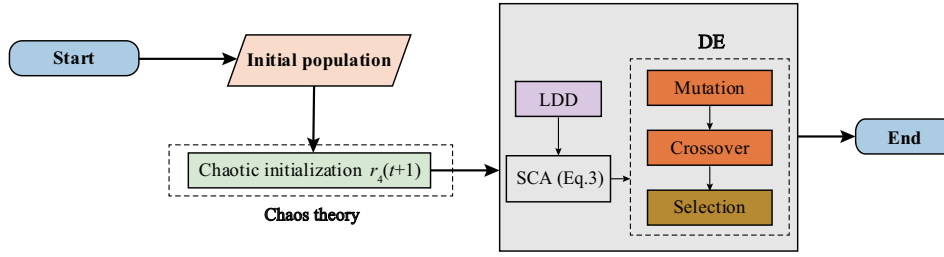 Start
Initial population
Chaotic initialization r₄(t+1)
Chaos theory
DE
LDD
SCA (Eq.3)
Mutation
Crossover
Selection
End